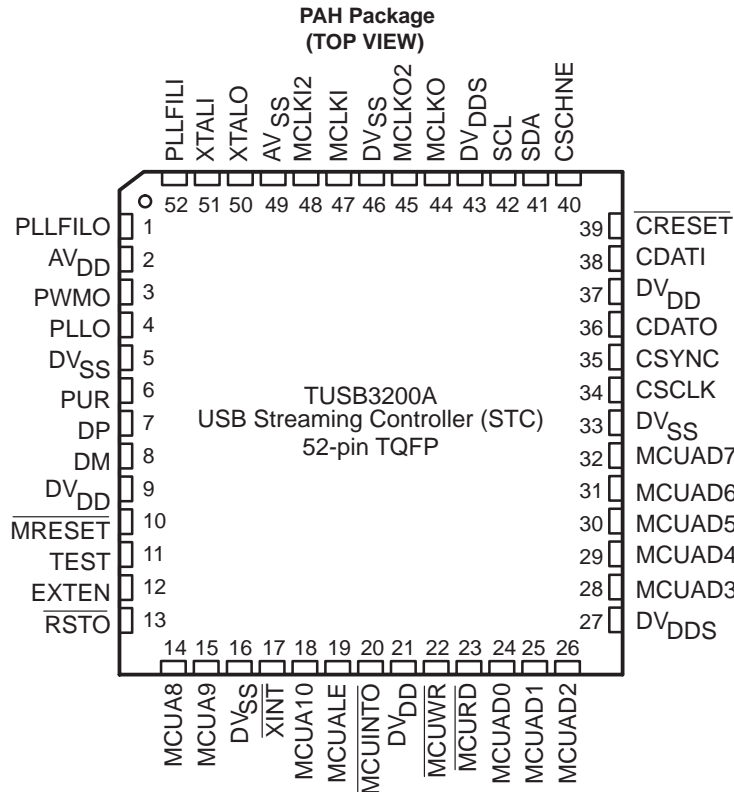 PAH Package
(TOP VIEW)
PLLFILI
XTALI
XTALO
AVSS
MCLKI2
MCLKI
DVSS
MCLKO2
MCLKO
DVDDS
SCL
SDA
CSCHNE
52 51 50 49 48 47 46 45 44 43 42 41 40
PLLFILO 1
AVDD 2
PWMO 3
PLLO 4
DVSS 5
PUR 6
DP 7
DM 8
DVDD 9
MRESET 10
TEST 11
EXTEN 12
RSTO 13
TUSB3200A
USB Streaming Controller (STC)
52-pin TQFP
39 CRESET
38 CDATI
37 DVDD
36 CDATO
35 CSYNC
34 CSCLK
33 DVSS
32 MCUAD7
31 MCUAD6
30 MCUAD5
29 MCUAD4
28 MCUAD3
27 DVDDS
14 15 16 17 18 19 20 21 22 23 24 25 26
MCUA8
MCUA9
DVSS
XINT
MCUA10
MCUALE
MCUINTO
DVDD
MCUWR
MCURD
MCUAD0
MCUAD1
MCUAD2